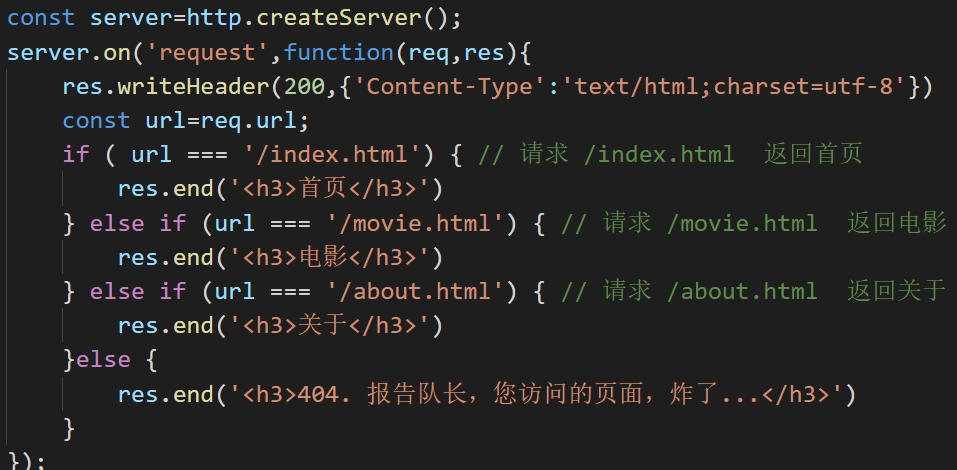 const server=http.createServer();
server.on('request',function(req,res){
    res.writeHeader(200,{'Content-Type':'text/html;charset=utf-8'})
    const url=req.url;
    if ( url === '/index.html') { // 请求 /index.html  返回首页
        res.end('<h3>首页</h3>')
    } else if (url === '/movie.html') { // 请求 /movie.html  返回电影
        res.end('<h3>电影</h3>')
    } else if (url === '/about.html') { // 请求 /about.html  返回关于
        res.end('<h3>关于</h3>')
    }else {
        res.end('<h3>404. 报告队长，您访问的页面，炸了...</h3>')
    }
});